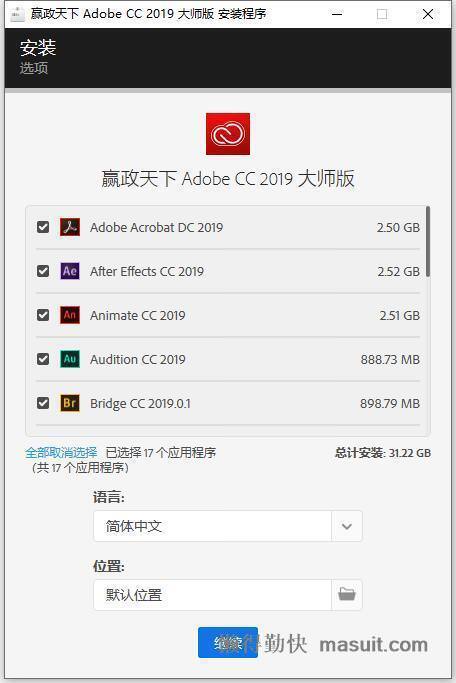 赢政天下 Adobe CC 2019 大师版 安装程序
安装
选项
赢政天下 Adobe CC 2019 大师版
Adobe Acrobat DC 2019 2.50 GB
Ae After Effects CC 2019 2.52 GB
An Animate CC 2019 2.51 GB
Au Audition CC 2019 888.73 MB
Br Bridge CC 2019.0.1 898.79 MB
全部取消选择 已选择 17 个应用程序 总计安装: 31.22 GB
(共 17 个应用程序)
语言:
简体中文
位置:
默认位置
继续
懒得勤快 masuit.com